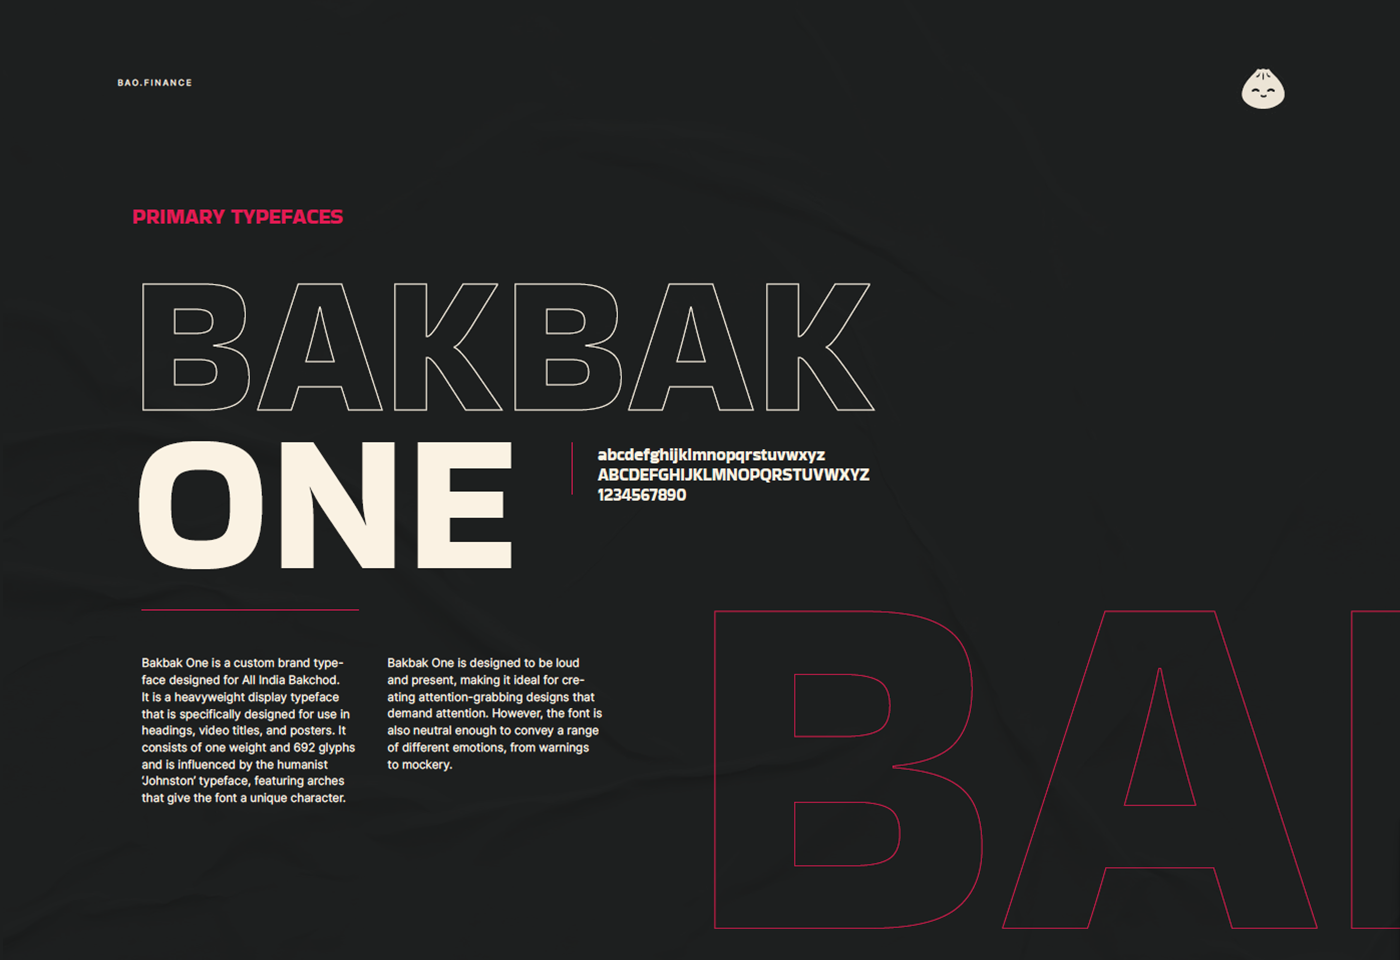 BAO.FINANCE
PRIMARY TYPEFACES
BAKBAK
ONE
abcdefghijklmnopqrstuvwxyz
ABCDEFGHIJKLMNOPQRSTUVWXYZ
1234567890
Bakbak One is a custom brand type-
face designed for All India Bakchod.
It is a heavyweight display typeface
that is specifically designed for use in
headings, video titles, and posters. It
consists of one weight and 692 glyphs
and is influenced by the humanist
‘Johnston’ typeface, featuring arches
that give the font a unique character.
Bakbak One is designed to be loud
and present, making it ideal for cre-
ating attention-grabbing designs that
demand attention. However, the font is
also neutral enough to convey a range
of different emotions, from warnings
to mockery.
BA